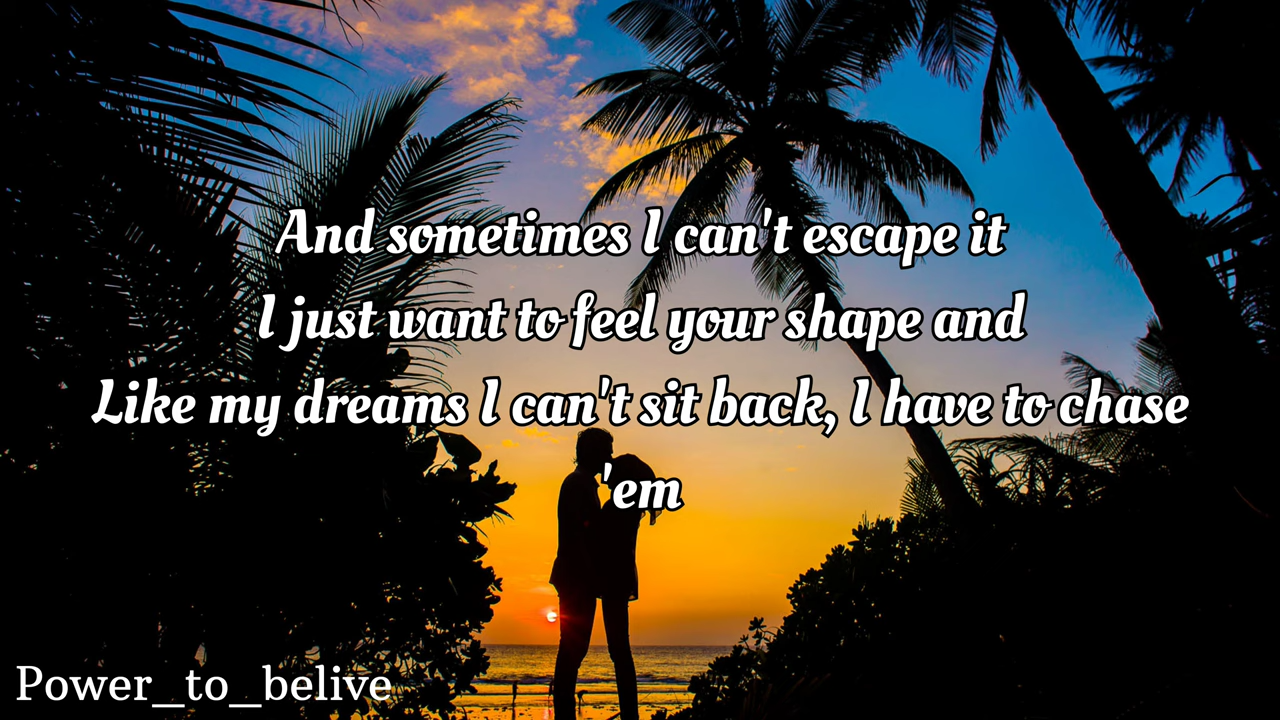 And sometimes I can't escape it
I just want to feel your shape and
Like my dreams I can't sit back, I have to chase
'em
Power_to_belive